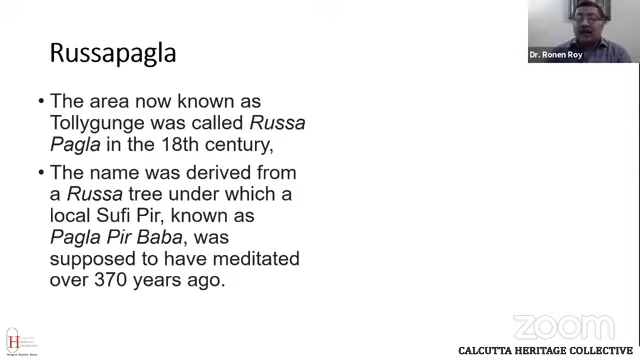 Dr. Ronen Roy
Russapagla
• The area now known as
Tollygunge was called Russa
Pagla in the 18th century,
• The name was derived from
a Russa tree under which a
local Sufi Pir, known as
Pagla Pir Baba, was
supposed to have meditated
over 370 years ago.
H
zoom
CALCUTTA HERITAGE COLLECTIVE